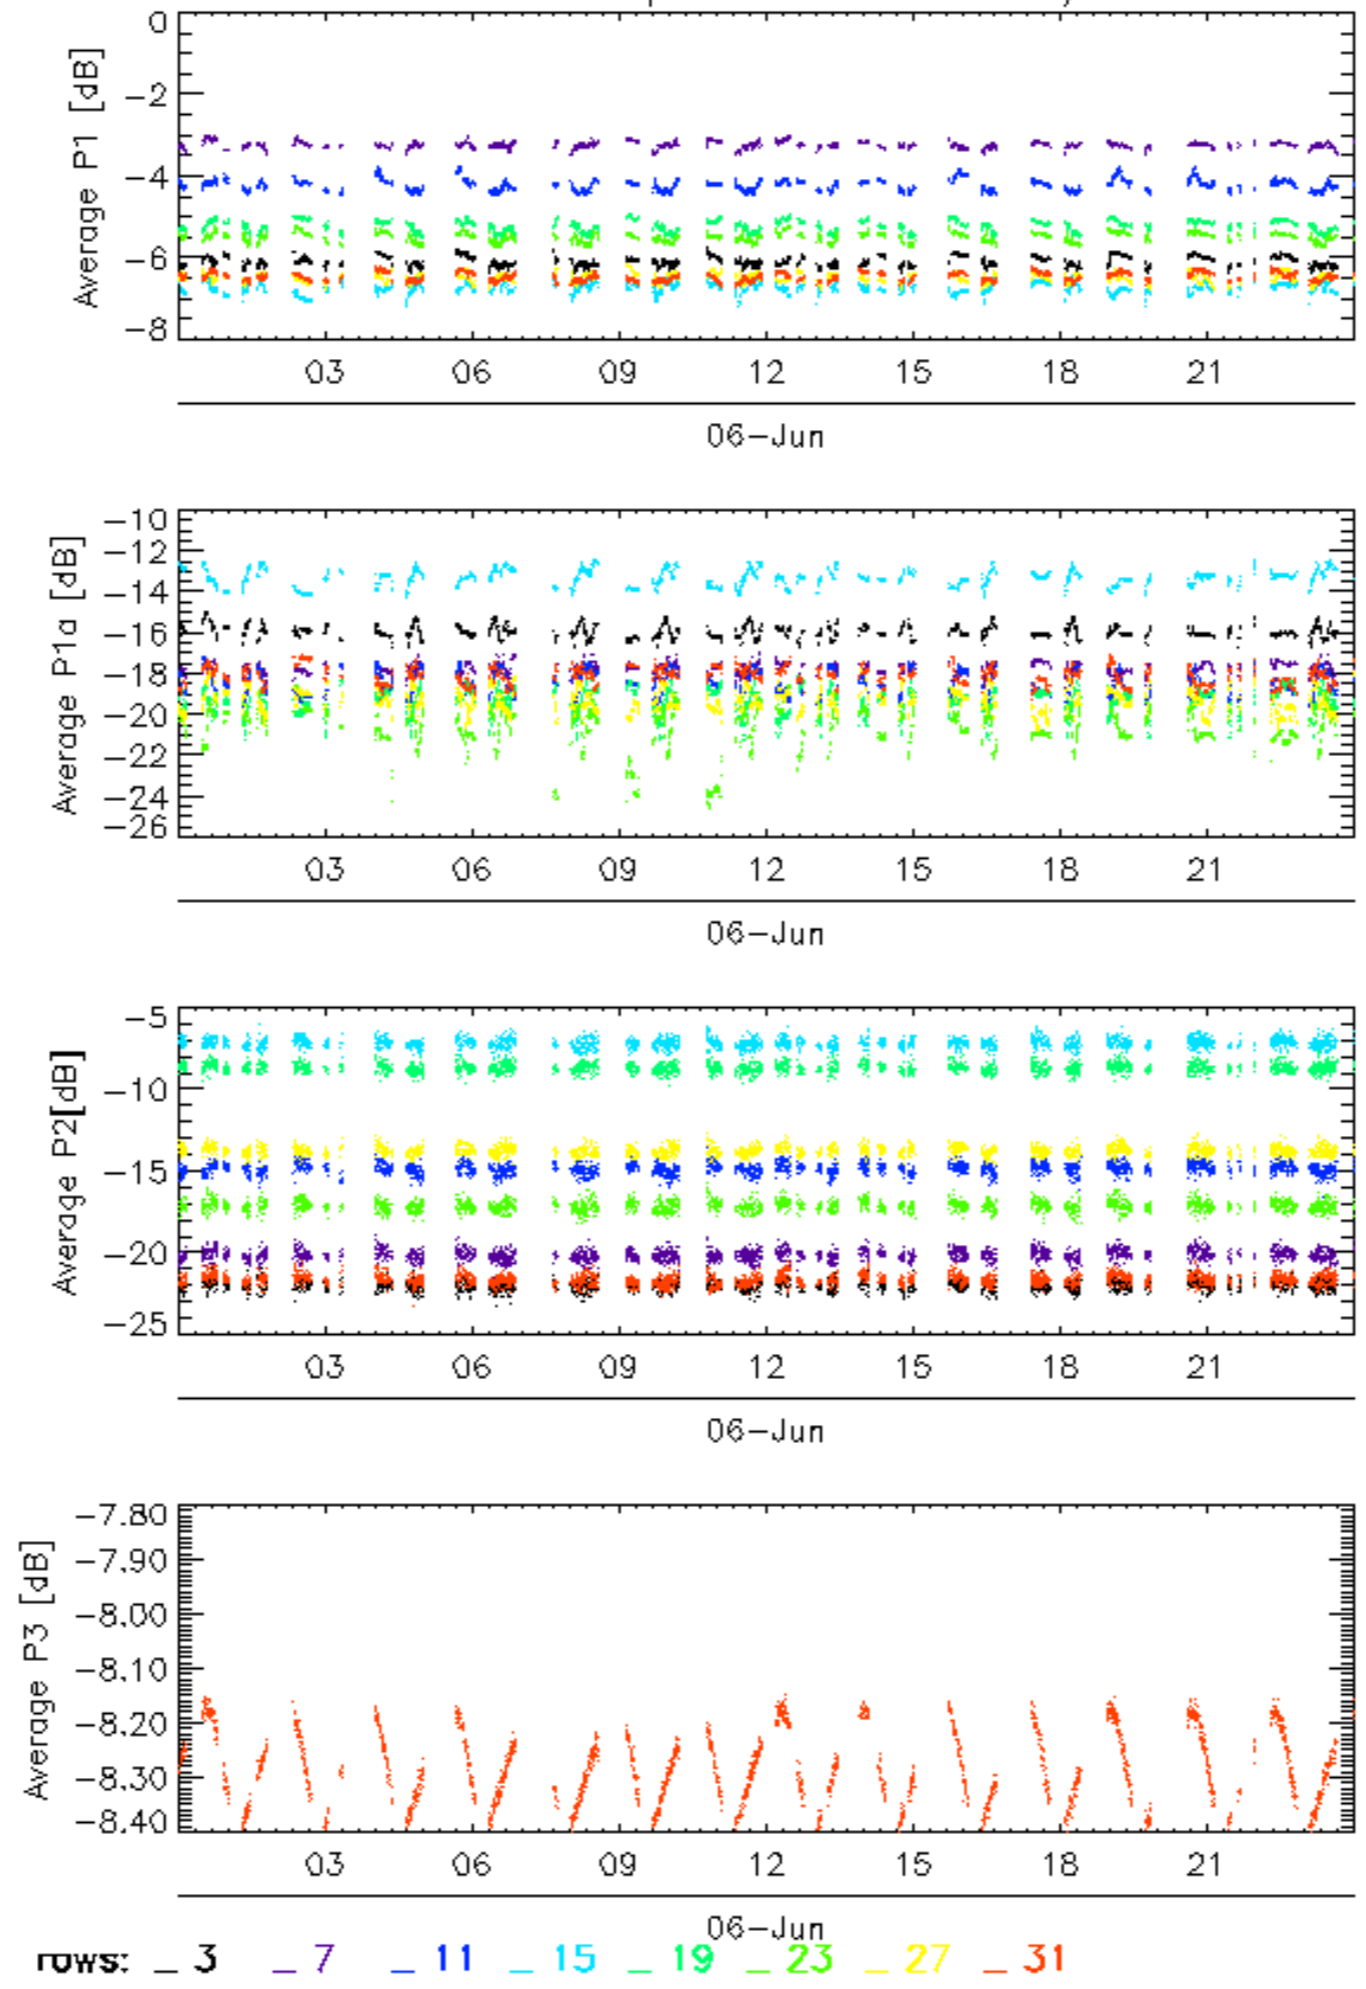 0
-2
-4
-6
-8
Average P1 [dB]
03 06 09 12 15 18 21
06-Jun
-10
-12
-14
-16
-18
-20
-22
-24
-26
Average P1a [dB]
03 06 09 12 15 18 21
06-Jun
-5
-10
-15
-20
-25
Average P2[dB]
03 06 09 12 15 18 21
06-Jun
-7.80
-7.90
-8.00
-8.10
-8.20
-8.30
-8.40
Average P3 [dB]
03 06 09 12 15 18 21
06-Jun
rows: _ 3 _ 7 _ 11 _ 15 _ 19 _ 23 _ 27 _ 31